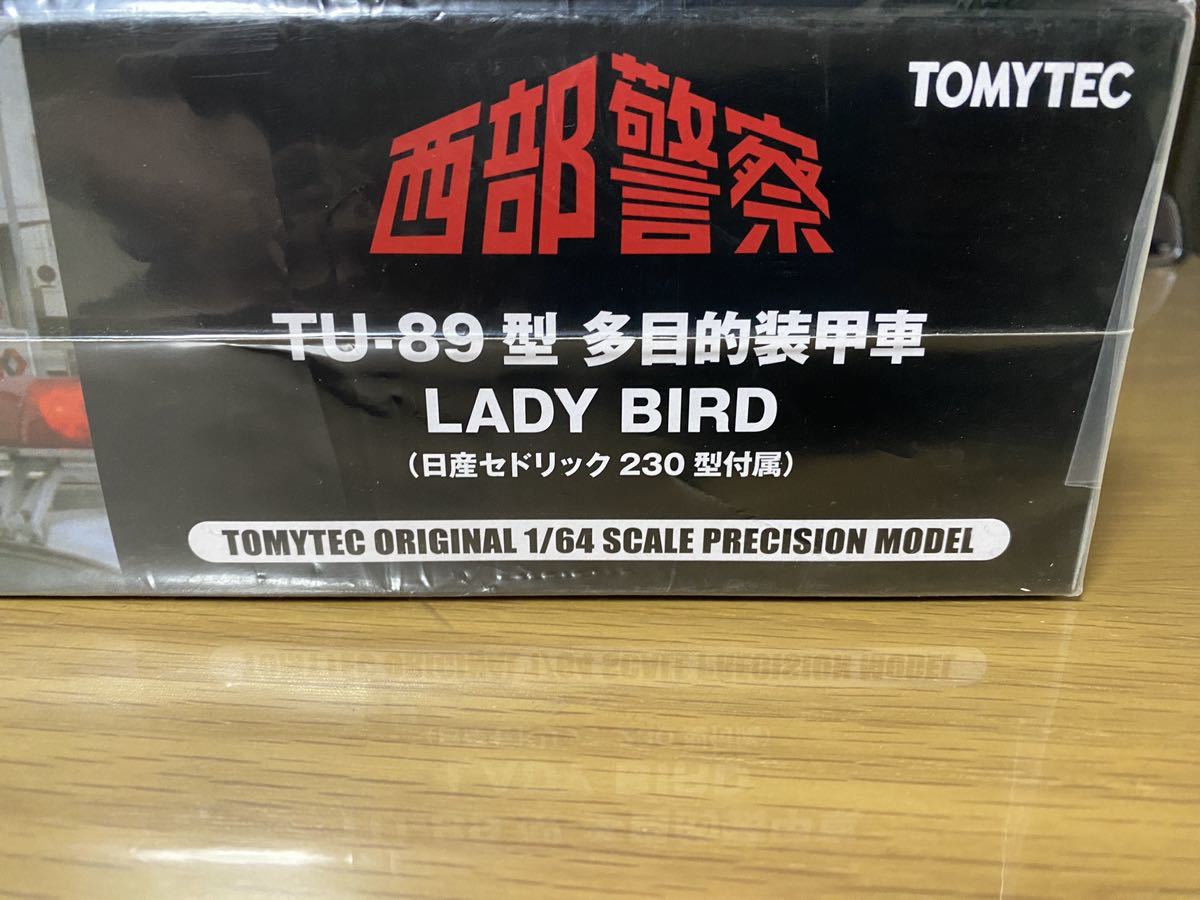 TOMYTEC
西部警察
TU-89 型 多目的装甲車
LADY BIRD
（日産セドリック 230 型付属）
TOMYTEC ORIGINAL 1/64 SCALE PRECISION MODEL